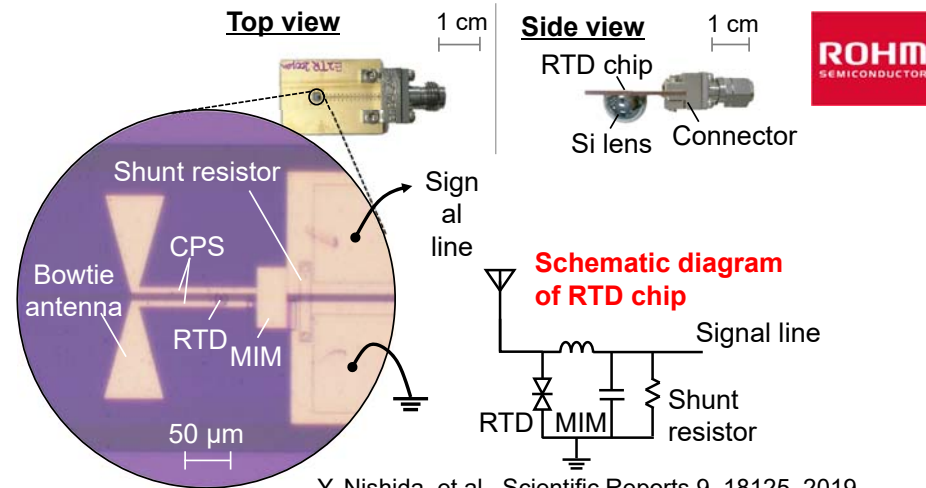 Top view
1 cm
Side view
1 cm
ROHM
SEMICONDUCTOR
RTD chip
Si lens
Connector
Shunt resistor
Sign
al
line
CPS
Bowtie
antenna
RTD
MIM
50 μm
Schematic diagram
of RTD chip
Signal line
RTD
MIM
Shunt
resistor
Y. Nishida, et al., Scientific Reports 9, 18125, 2019